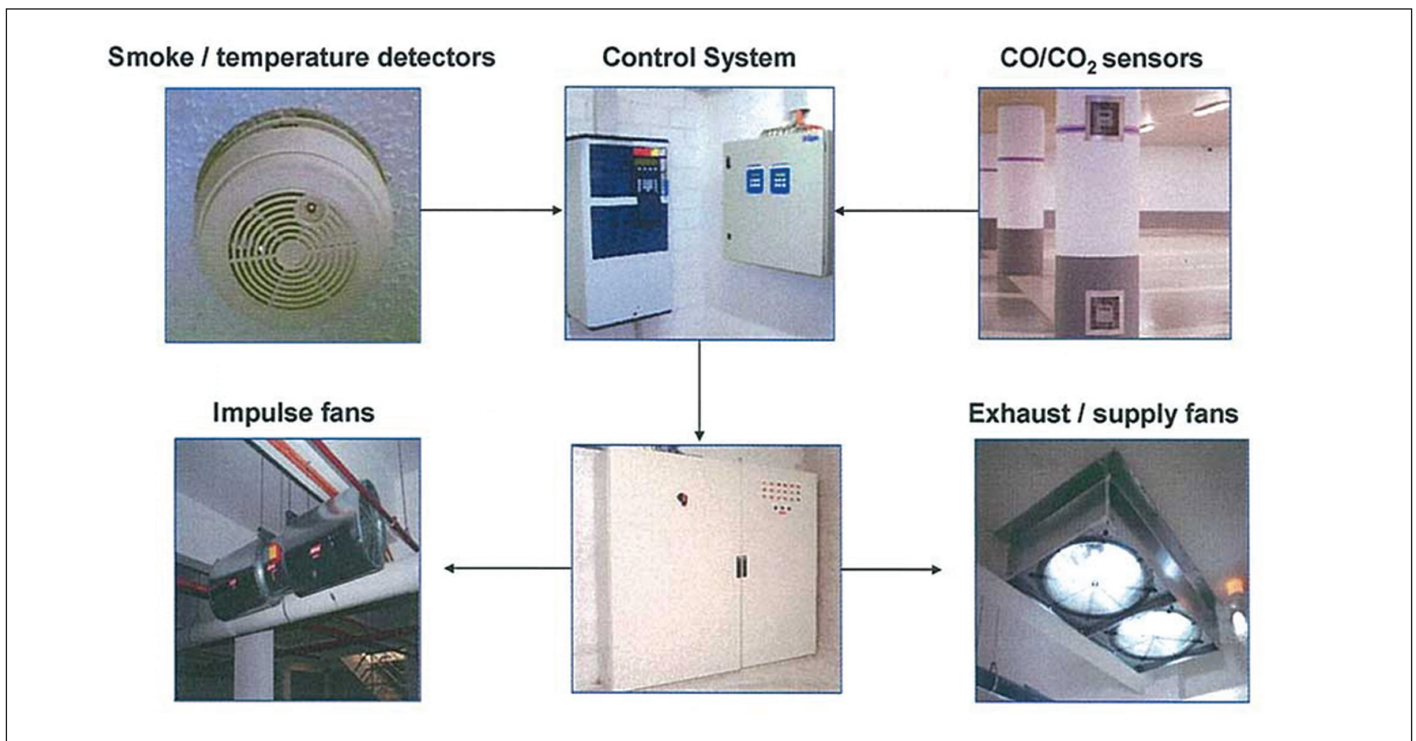 Smoke / temperature detectors
Control System
CO/CO₂ sensors
Impulse fans
Exhaust / supply fans